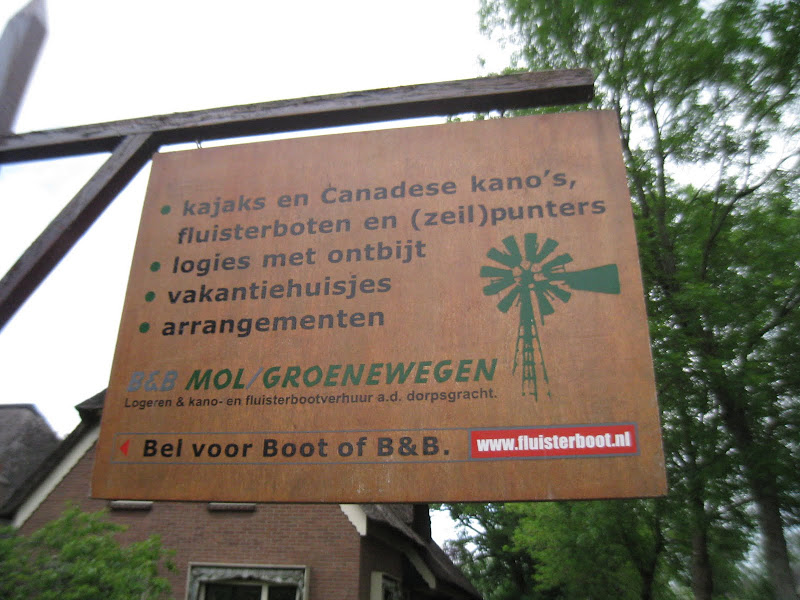 • kajaks en Canadese kano's,
fluisterboten en (zeil)punters
• logies met ontbijt
• vakantiehuisjes
• arrangementen
B&B MOL/GROENEWEGEN
Logeren & kano- en fluisterbootverhuur a.d. dorpsgracht.
Bel voor Boot of B&B.
www.fluisterboot.nl